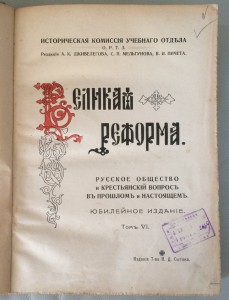 ИСТОРИЧЕСКАЯ КОМИССІЯ УЧЕБНАГО ОТДѢЛА
О. Р. Т. З.
Редакція А. К. ДЖИВЕЛЕГОВА, С. П. МЕЛЬГУНОВА, В. И. ПИЧЕТА.
ВЕЛИКАЯ
РЕФОРМА.
РУССКОЕ ОБЩЕСТВО
И КРЕСТЬЯНСКІЙ ВОПРОСЪ
ВЪ ПРОШЛОМЪ И НАСТОЯЩЕМЪ.
ЮБИЛЕЙНОЕ ИЗДАНІЕ.
Томъ VI.
Изданіе Т-ва И. Д. Сытина.